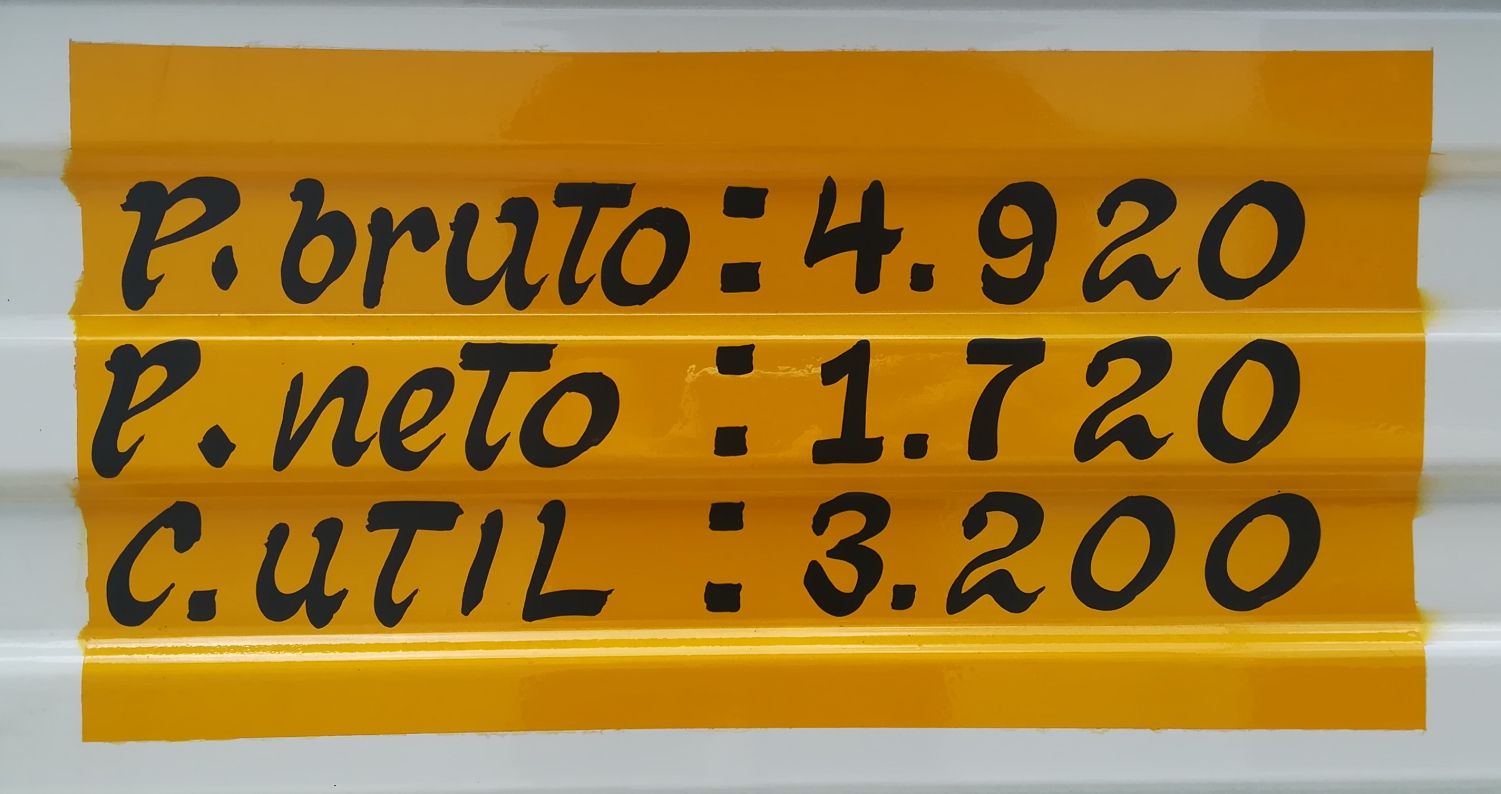 P. bruto : 4.920
P. neto : 1.720
C. UTIL : 3.200